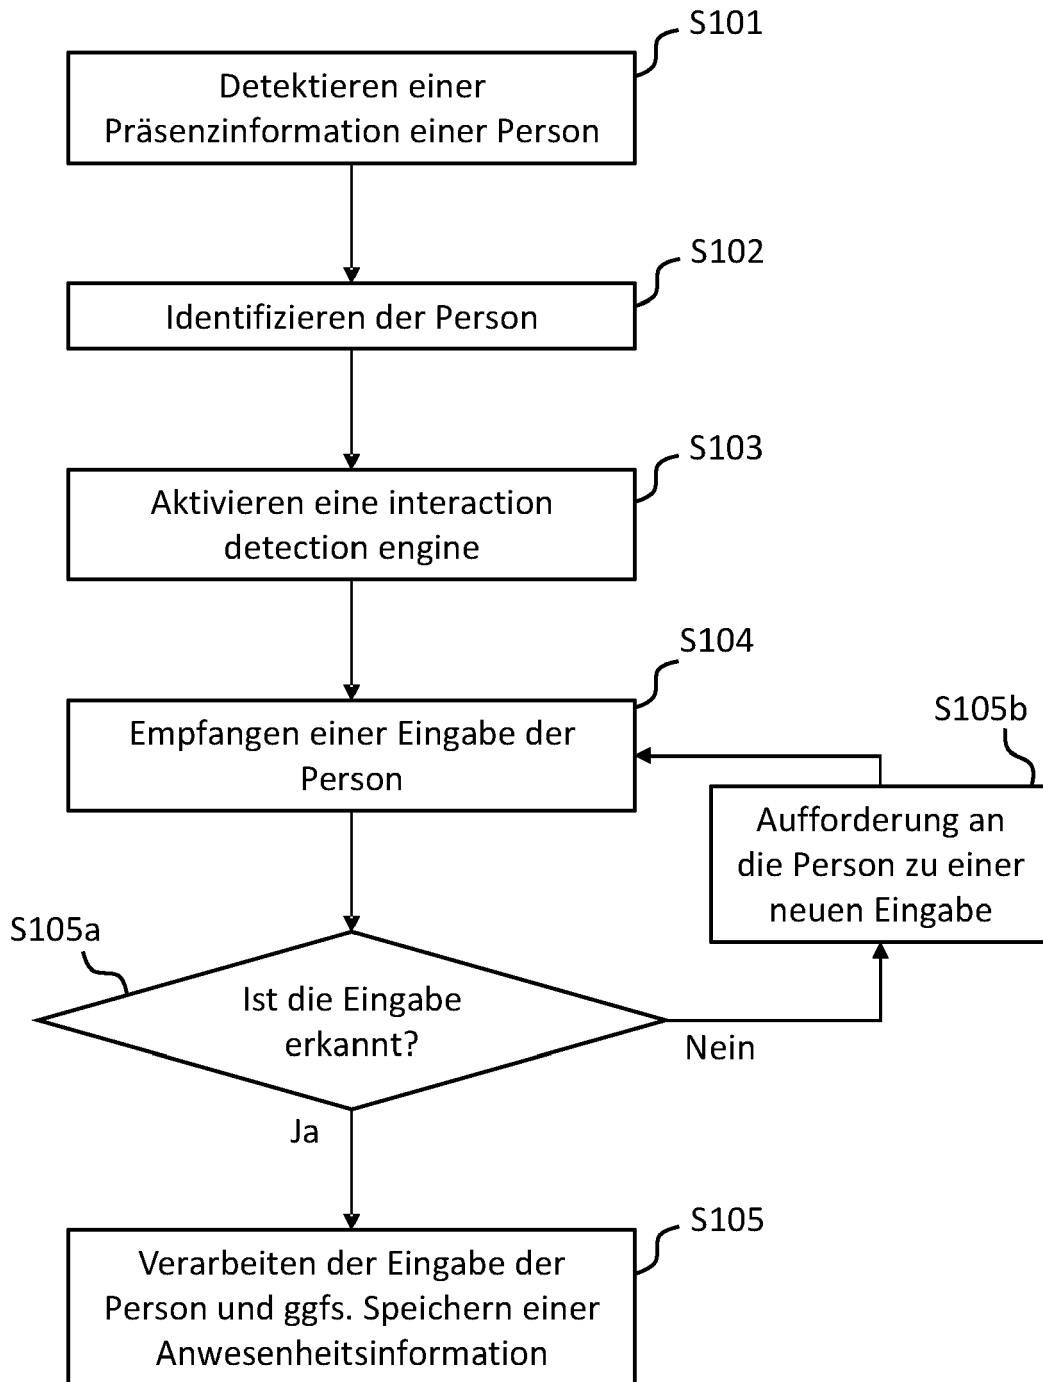 S101
Detektieren einer
Präsenzinformation einer Person
S102
Identifizieren der Person
S103
Aktivieren eine interaction
detection engine
S104
Empfangen einer Eingabe der
Person
S105b
Aufforderung an
die Person zu einer
neuen Eingabe
S105a
Ist die Eingabe
erkannt?
Nein
Ja
S105
Verarbeiten der Eingabe der
Person und ggfs. Speichern einer
Anwesenheitsinformation